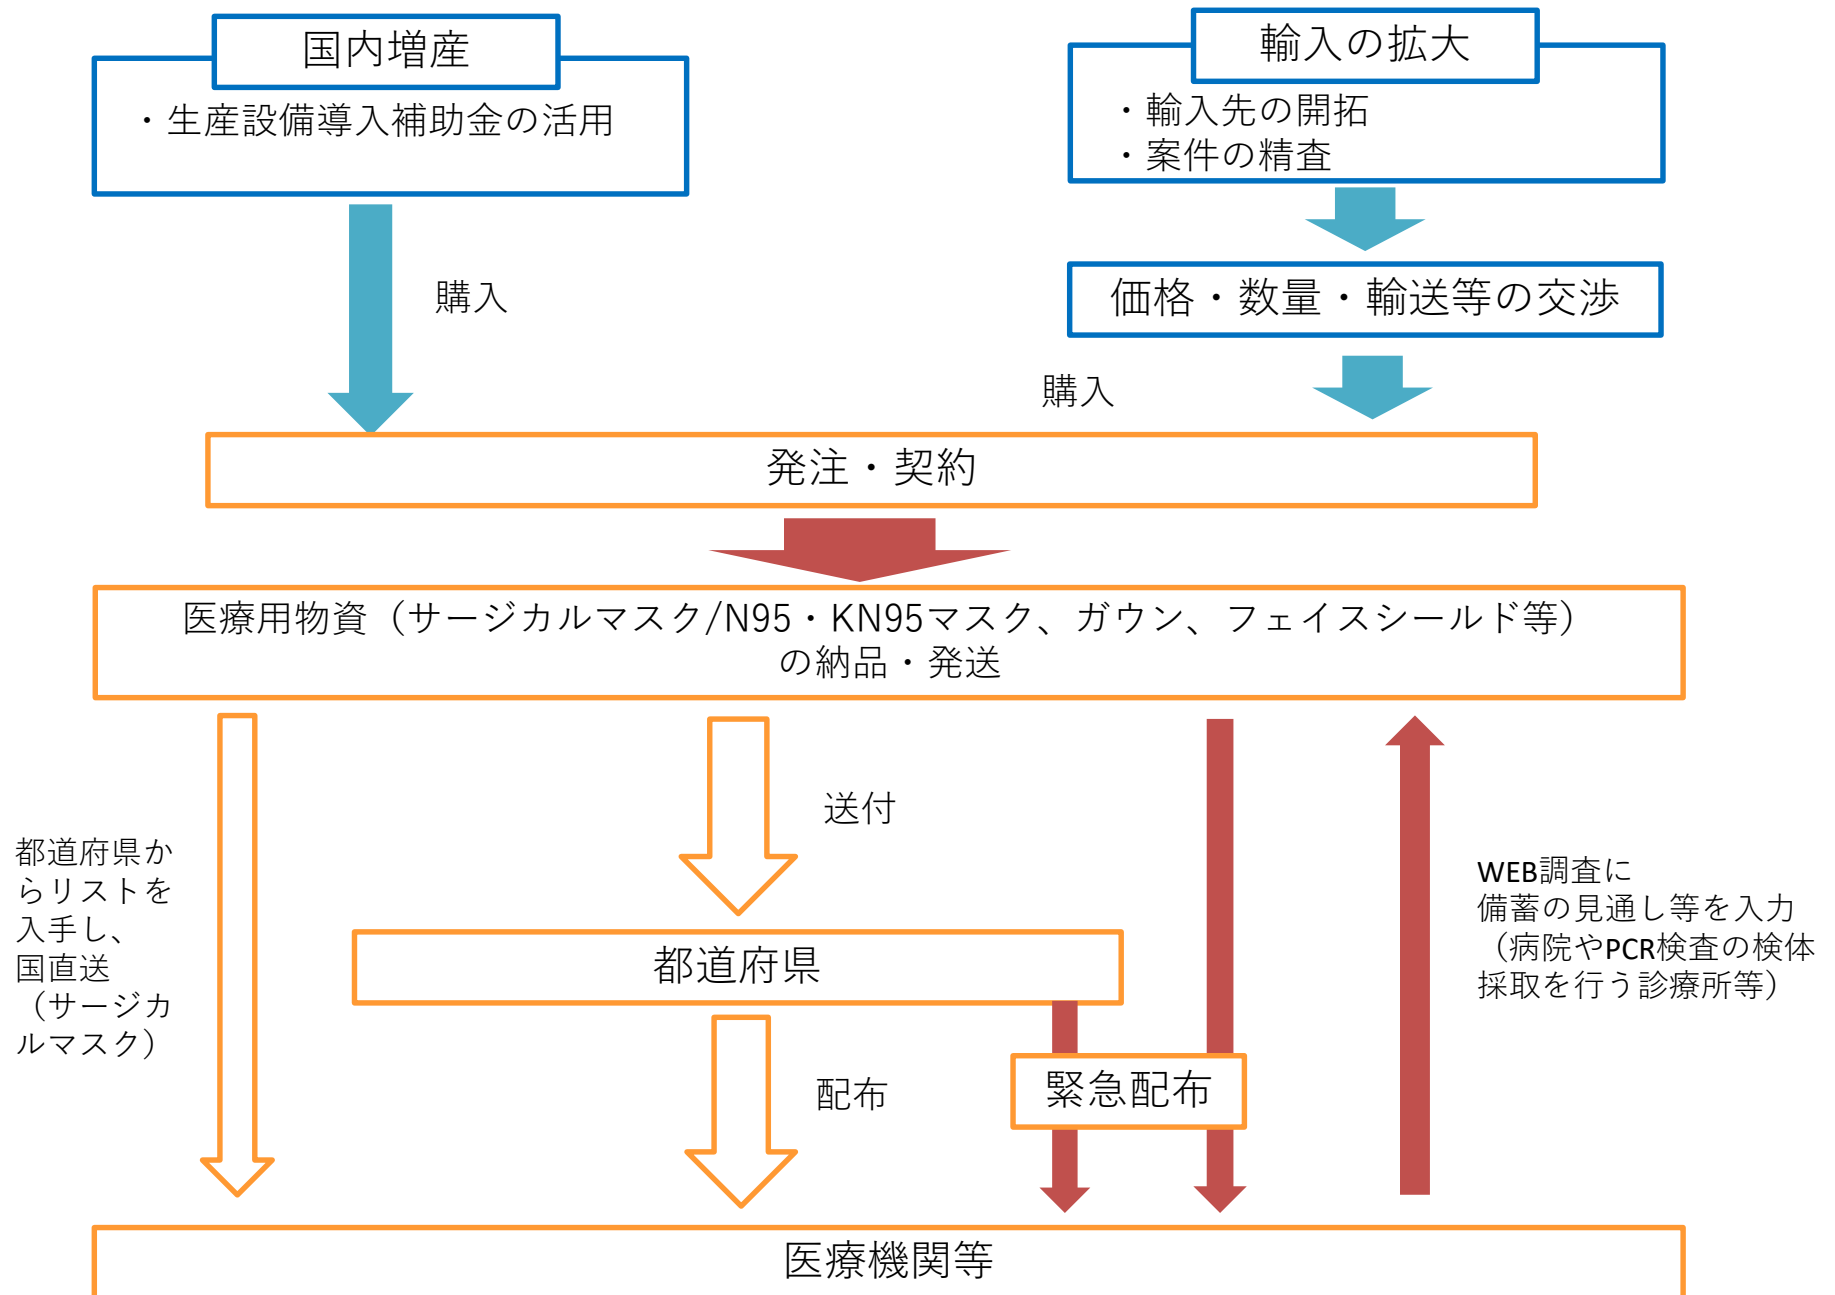 国内増産
・生産設備導入補助金の活用
輸入の拡大
・輸入先の開拓
・案件の精査
購入
価格・数量・輸送等の交渉
購入
発注・契約
医療用物資（サージカルマスク/N95・KN95マスク、ガウン、フェイスシールド等）
の納品・発送
都道府県か
らリストを
入手し、
国直送
（サージカ
ルマスク）
送付
都道府県
配布
緊急配布
WEB調査に
備蓄の見通し等を入力
（病院やPCR検査の検体
採取を行う診療所等）
医療機関等